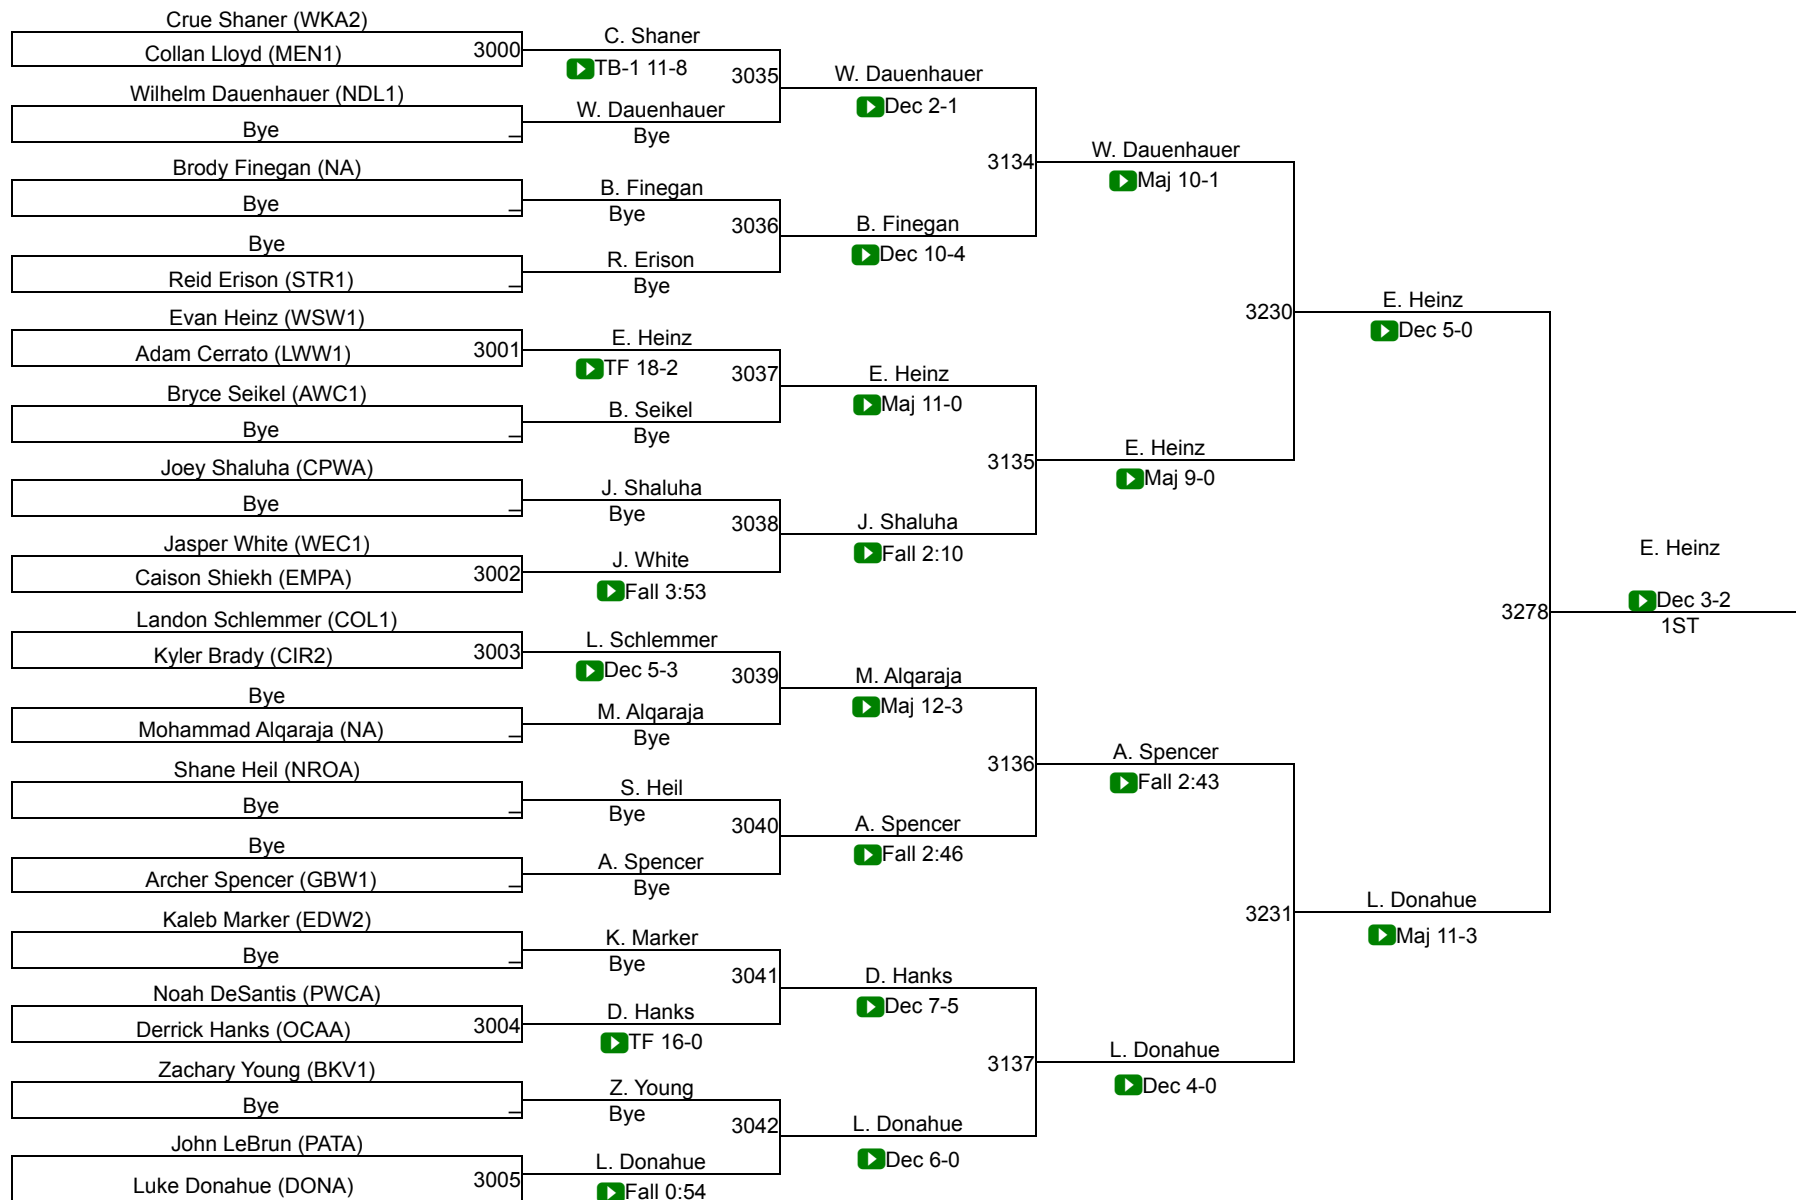 Crue Shaner (WKA2)
Collan Lloyd (MEN1) 3000
Wilhelm Dauenhauer (NDL1)
Bye
Brody Finegan (NA)
Bye
Bye
Reid Erison (STR1)
Evan Heinz (WSW1)
Adam Cerrato (LWW1) 3001
Bryce Seikel (AWC1)
Bye
Joey Shaluha (CPWA)
Bye
Jasper White (WEC1)
Caison Shiekh (EMPA) 3002
Landon Schlemmer (COL1)
Kyler Brady (CIR2) 3003
Bye
Mohammad Alqaraja (NA)
Shane Heil (NROA)
Bye
Bye
Archer Spencer (GBW1)
Kaleb Marker (EDW2)
Bye
Noah DeSantis (PWCA)
Derrick Hanks (OCAA) 3004
Zachary Young (BKV1)
Bye
John LeBrun (PATA)
Luke Donahue (DONA) 3005
C. Shaner
TB-1 11-8
3035
W. Dauenhauer
Bye
B. Finegan
Bye
3036
R. Erison
Bye
E. Heinz
TF 18-2
3037
B. Seikel
Bye
J. Shaluha
Bye
3038
J. White
Fall 3:53
L. Schlemmer
Dec 5-3
3039
M. Alqaraja
Bye
S. Heil
Bye
3040
A. Spencer
Bye
K. Marker
Bye
3041
D. Hanks
TF 16-0
Z. Young
Bye
3042
L. Donahue
Fall 0:54
W. Dauenhauer
Dec 2-1
3134
B. Finegan
Dec 10-4
E. Heinz
Maj 11-0
3135
J. Shaluha
Fall 2:10
M. Alqaraja
Maj 12-3
3136
A. Spencer
Fall 2:46
D. Hanks
Dec 7-5
3137
L. Donahue
Dec 6-0
W. Dauenhauer
Maj 10-1
3230
E. Heinz
Maj 9-0
A. Spencer
Fall 2:43
3231
L. Donahue
Dec 4-0
E. Heinz
Dec 5-0
3278
L. Donahue
Maj 11-3
E. Heinz
Dec 3-2
1ST